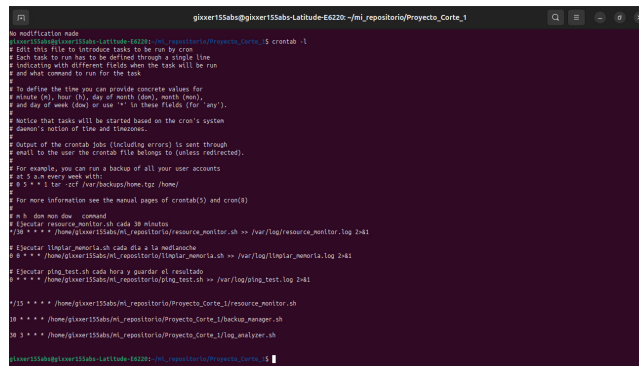 gixxer155abs@gixxer155abs-Latitude-E6220: ~/mi_repositorio/Proyecto_Corte_1
No modification made
gixxer155abs@gixxer155abs-Latitude-E6220:~/mi_repositorio/Proyecto_Corte_1$ crontab -l
# Edit this file to introduce tasks to be run by cron
# Each task to run has to be defined through a single line
# indicating with different fields when the task will be run
# and what command to run for the task
#
# To define the time you can provide concrete values for
# minute (m), hour (h), day of month (dom), month (mon),
# and day of week (dow) or use '*' in these fields (for 'any').
#
# Notice that tasks will be started based on the cron's system
# daemon's notion of time and timezones.
#
# Output of the crontab jobs (including errors) is sent through
# email to the user the crontab file belongs to (unless redirected).
#
# For example, you can run a backup of all your user accounts
# at 5 a.m every week with:
# 0 5 * * 1 tar -zcf /var/backups/home.tgz /home/
#
# For more information see the manual pages of crontab(5) and cron(8)
#
# m h  dom mon dow   command
# Ejecutar resource_monitor.sh cada 30 minutos
*/30 * * * * /home/gixxer155abs/mi_repositorio/resource_monitor.sh >> /var/log/resource_monitor.log 2>&1
# Ejecutar limpiar_memoria.sh cada día a la medianoche
0 0 * * * /home/gixxer155abs/mi_repositorio/limpiar_memoria.sh >> /var/log/limpiar_memoria.log 2>&1
# Ejecutar ping_test.sh cada hora y guardar el resultado
0 * * * * /home/gixxer155abs/mi_repositorio/ping_test.sh >> /var/log/ping_test.log 2>&1
*/15 * * * * /home/gixxer155abs/mi_repositorio/Proyecto_Corte_1/resource_monitor.sh
10 * * * * /home/gixxer155abs/mi_repositorio/Proyecto_Corte_1/backup_manager.sh
30 3 * * * /home/gixxer155abs/mi_repositorio/Proyecto_Corte_1/log_analyzer.sh
gixxer155abs@gixxer155abs-Latitude-E6220:~/mi_repositorio/Proyecto_Corte_1$